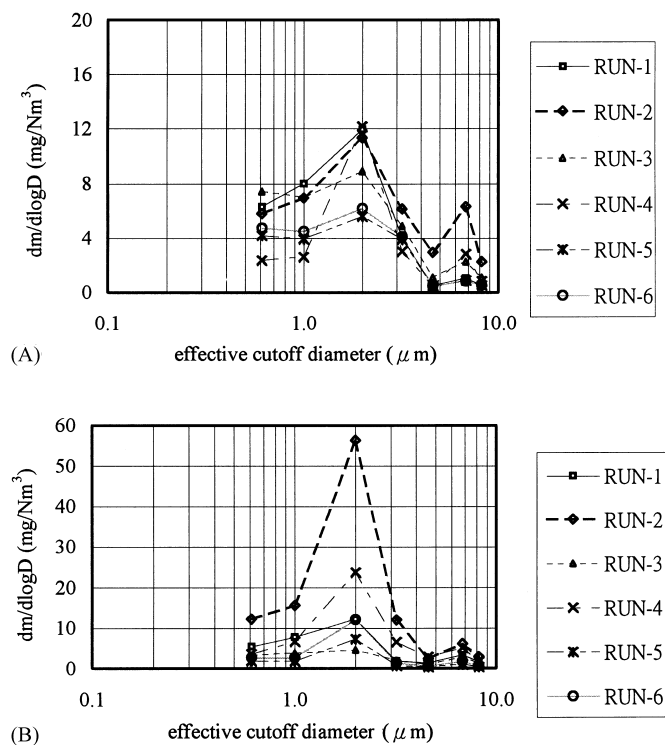 20
16
12
8
4
0
dm/dlogD (mg/Nm³)
0.1
1.0
10.0
effective cutoff diameter ( μ m)
(A)
RUN-1
RUN-2
RUN-3
RUN-4
RUN-5
RUN-6
60
50
40
30
20
10
0
dm/dlogD (mg/Nm³)
0.1
1.0
10.0
effective cutoff diameter ( μ m)
(B)
RUN-1
RUN-2
RUN-3
RUN-4
RUN-5
RUN-6